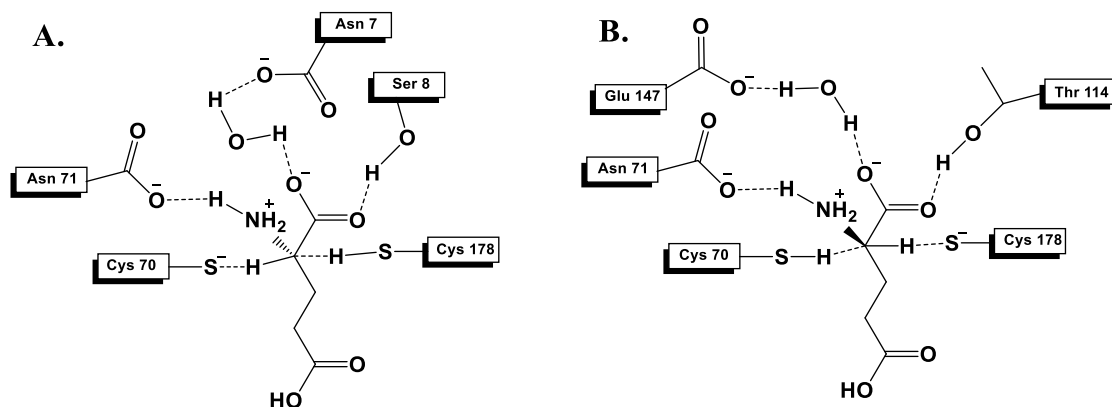 A.
Asn 7
Ser 8
O⁻
O
H
H
O
O
H
Asn 71
O
O⁻
H
NH₂⁺
O⁻
O
Cys 70
S⁻
H
H
S
Cys 178
O
HO
B.
Glu 147
O
O⁻
H
O
H
Thr 114
O
H
Asn 71
O
O⁻
H
NH₂⁺
O⁻
O
Cys 70
S
H
H
S⁻
Cys 178
O
HO